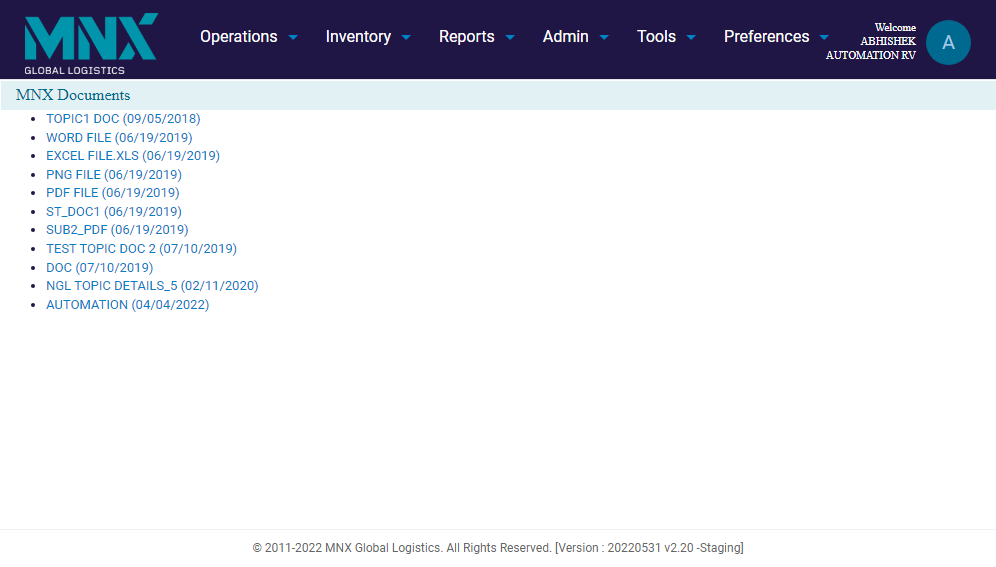 MNX
GLOBAL LOGISTICS
Operations Inventory Reports Admin Tools Preferences
Welcome
ABHISHEK
AUTOMATION RV
A
MNX Documents
• TOPIC1 DOC (09/05/2018)
• WORD FILE (06/19/2019)
• EXCEL FILE.XLS (06/19/2019)
• PNG FILE (06/19/2019)
• PDF FILE (06/19/2019)
• ST_DOC1 (06/19/2019)
• SUB2_PDF (06/19/2019)
• TEST TOPIC DOC 2 (07/10/2019)
• DOC (07/10/2019)
• NGL TOPIC DETAILS_5 (02/11/2020)
• AUTOMATION (04/04/2022)
© 2011-2022 MNX Global Logistics. All Rights Reserved. [Version : 20220531 v2.20 -Staging]